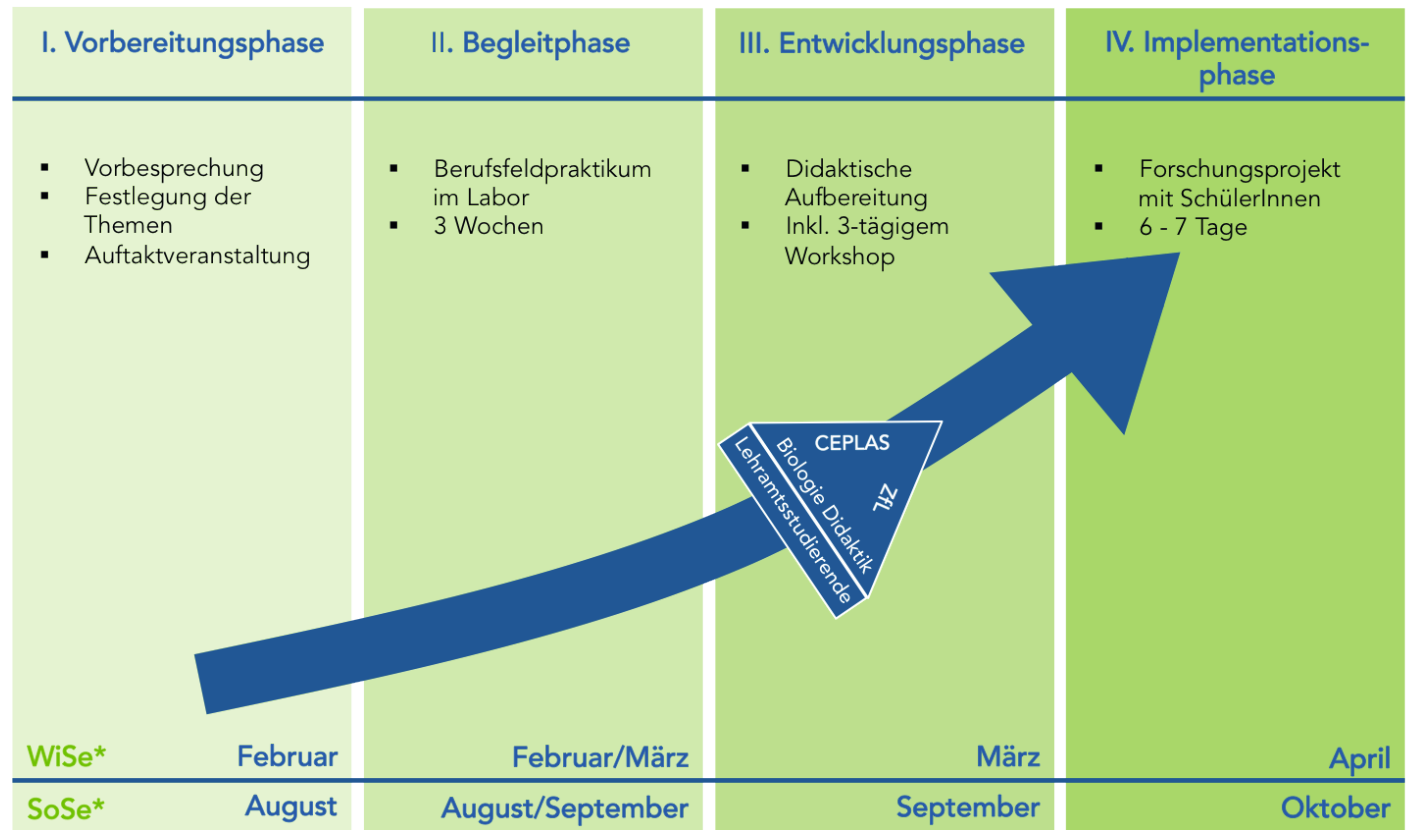 I. Vorbereitungsphase
▪ Vorbesprechung
▪ Festlegung der
Themen
▪ Auftaktveranstaltung
II. Begleitphase
▪ Berufsfeldpraktikum
im Labor
▪ 3 Wochen
III. Entwicklungsphase
▪ Didaktische
Aufbereitung
▪ Inkl. 3-tägigem
Workshop
IV. Implementations-
phase
▪ Forschungsprojekt
mit SchülerInnen
▪ 6 - 7 Tage
CEPLAS
ZfL
Biologie Didaktik
Lehramtsstudierende
WiSe* Februar Februar/März März April
SoSe* August August/September September Oktober